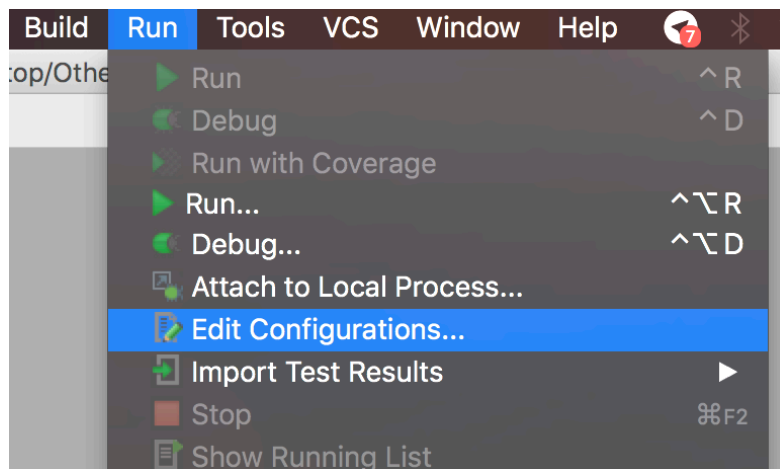 Build Run Tools VCS Window Help 7
top/Othe
Run ^R
Debug ^D
Run with Coverage
Run... ^⌥R
Debug... ^⌥D
Attach to Local Process...
Edit Configurations...
Import Test Results
Stop ⌘F2
Show Running List